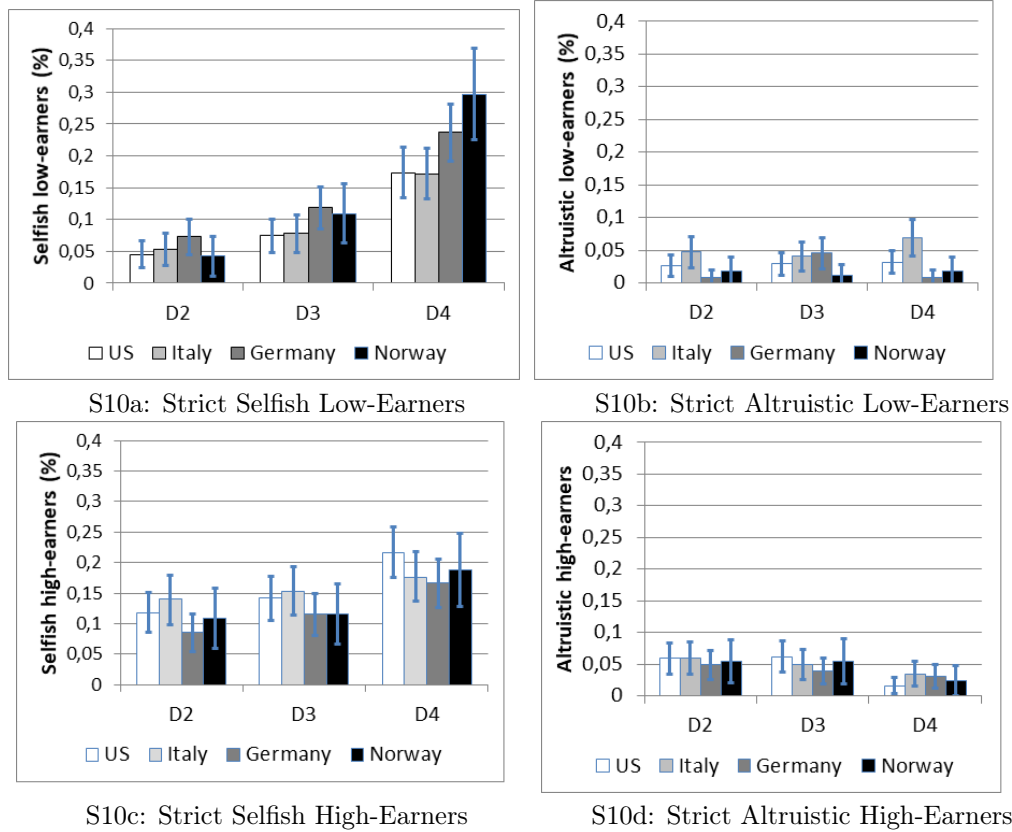 Selfish low-earners (%)
0,4
0,35
0,3
0,25
0,2
0,15
0,1
0,05
0
D2 D3 D4
US Italy Germany Norway
S10a: Strict Selfish Low-Earners
Altruistic low-earners (%)
0,4
0,35
0,3
0,25
0,2
0,15
0,1
0,05
0
D2 D3 D4
US Italy Germany Norway
S10b: Strict Altruistic Low-Earners
Selfish high-earners (%)
0,4
0,35
0,3
0,25
0,2
0,15
0,1
0,05
0
D2 D3 D4
US Italy Germany Norway
S10c: Strict Selfish High-Earners
Altruistic high-earners
0,4
0,35
0,3
0,25
0,2
0,15
0,1
0,05
0
D2 D3 D4
US Italy Germany Norway
S10d: Strict Altruistic High-Earners